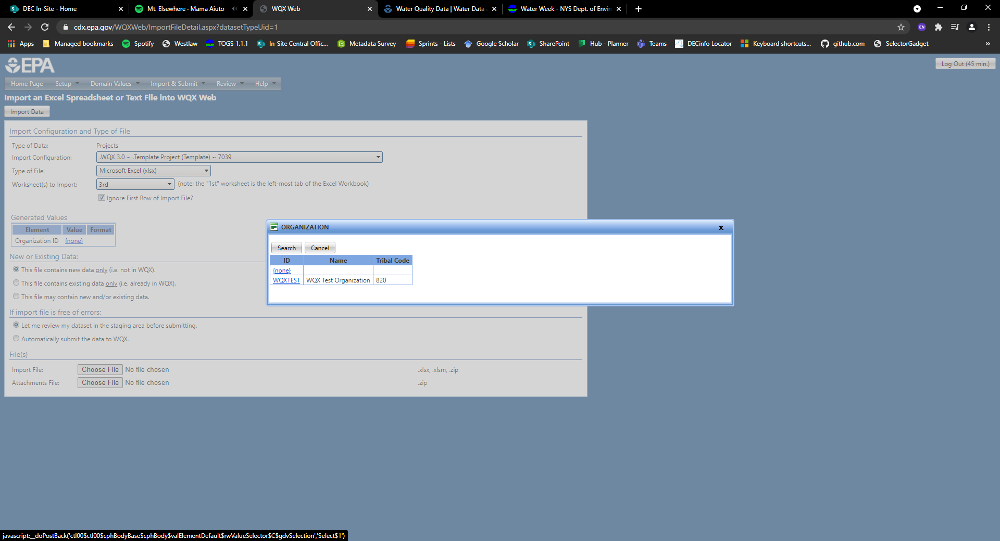 DEC In-Site - Home
Mt. Elsewhere · Mama Aiuto
WQX Web
Water Quality Data | Water Data
Water Week - NYS Dept. of Envir
cdx.epa.gov/WQXWeb/ImportFileDetail.aspx?datasetTypeUid=1
EN
Apps
Managed bookmarks
Spotify
Westlaw
TOGS 1.1.1
In-Site Central Offic...
Metadata Survey
Sprints - Lists
Google Scholar
SharePoint
Hub - Planner
Teams
DECinfo Locator
Keyboard shortcuts...
github.com
SelectorGadget
»
EPA
Log Out (45 min.)
Home Page Setup Domain Values Import & Submit Review Help
Import an Excel Spreadsheet or Text File into WQX Web
Import Data
Import Configuration and Type of File
Type of Data: Projects
Import Configuration: .WQX 3.0 ~ .Template Project (Template) ~ 7039
Type of File: Microsoft Excel (xlsx)
Worksheet(s) to Import: 3rd (note: the "1st" worksheet is the left-most tab of the Excel Workbook)
Ignore First Row of Import File?
Generated Values
Element Value Format
Organization ID {none}
New or Existing Data:
This file contains new data only (i.e. not in WQX).
This file contains existing data only (i.e. already in WQX).
This file may contain new and/or existing data.
If import file is free of errors:
Let me review my dataset in the staging area before submitting.
Automatically submit the data to WQX.
File(s)
Import File: Choose File No file chosen .xlsx, .xlsm, .zip
Attachments File: Choose File No file chosen .zip
ORGANIZATION
Search Cancel
ID Name Tribal Code
{none}
WQXTEST WQX Test Organization 820
javascript:__doPostBack('ctl00$ctl00$cphBodyBase$cphBody$valElementDefault$rwValueSelector$C$gdvSelection','Select$1')